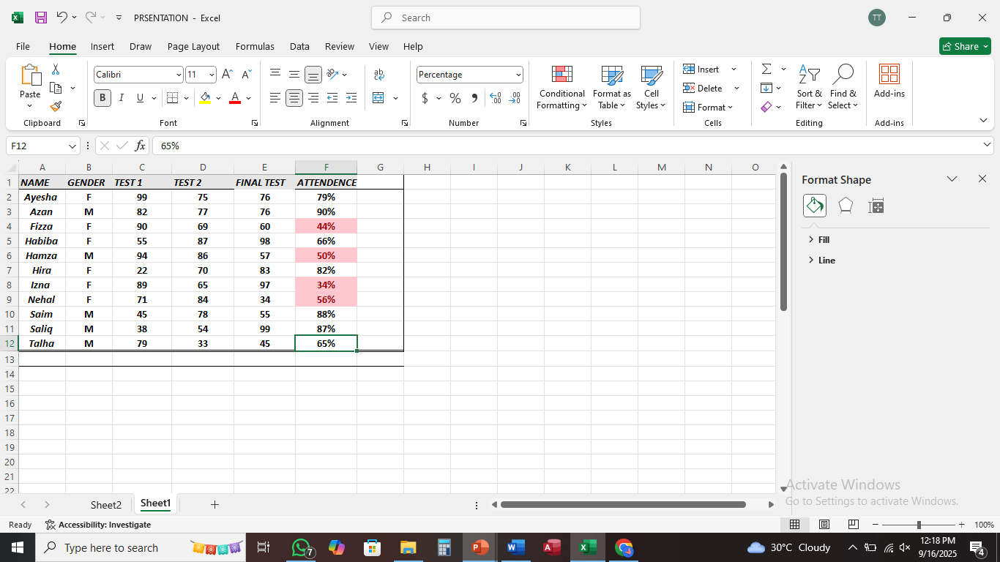 PRSENTATION - Excel
Search
TT
File Home Insert Draw Page Layout Formulas Data Review View Help
Share
Paste
Calibri 11
B I U
ab
Percentage
$ % 9
Conditional Formatting
Format as Table
Cell Styles
Insert
Delete
Format
Sort & Filter
Find & Select
Add-ins
Clipboard Font Alignment Number Styles Cells Editing Add-ins
F12 fx 65%
A B C D E F G H I J K L M N O
1 NAME GENDER TEST 1 TEST 2 FINAL TEST ATTENDENCE
2 Ayesha F 99 75 76 79%
3 Azan M 82 77 76 90%
4 Fizza F 90 69 60 44%
5 Habiba F 55 87 98 66%
6 Hamza M 94 86 57 50%
7 Hira F 22 70 83 82%
8 Izna F 89 65 97 34%
9 Nehal F 71 84 34 56%
10 Saim M 45 78 55 88%
11 Saliq M 38 54 99 87%
12 Talha M 79 33 45 65%
13
14
15
16
17
18
19
20
21
22
Format Shape
Fill
Line
Activate Windows
Go to Settings to activate Windows.
Sheet2 Sheet1
Ready Accessibility: Investigate 100%
Type here to search
7
30°C Cloudy
12:18 PM
9/16/2025
4